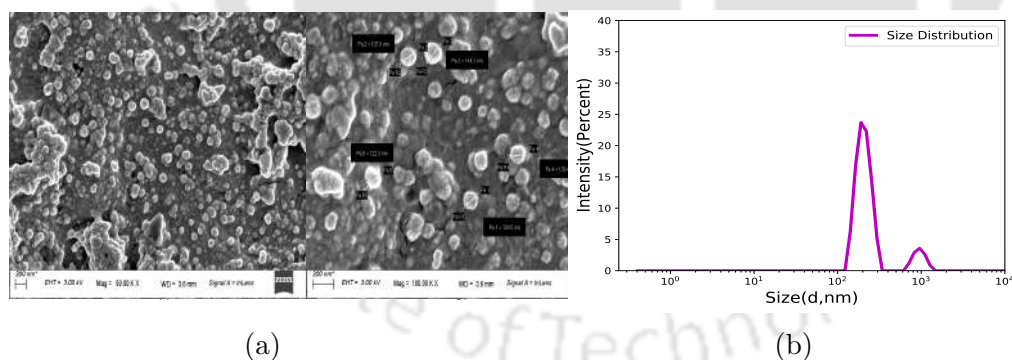 40
35
30
25
20
15
10
5
0
Intensity(Percent)
Size Distribution
10⁰ 10¹ 10² 10³ 10⁴
Size(d,nm)
200 nm* EHT = 3.00 kV Mag = 50.00 K X WD = 3.6 mm Signal A = InLens
200 nm* EHT = 3.00 kV Mag = 100.00 K X WD = 3.6 mm Signal A = InLens
(a)
(b)
of Techno